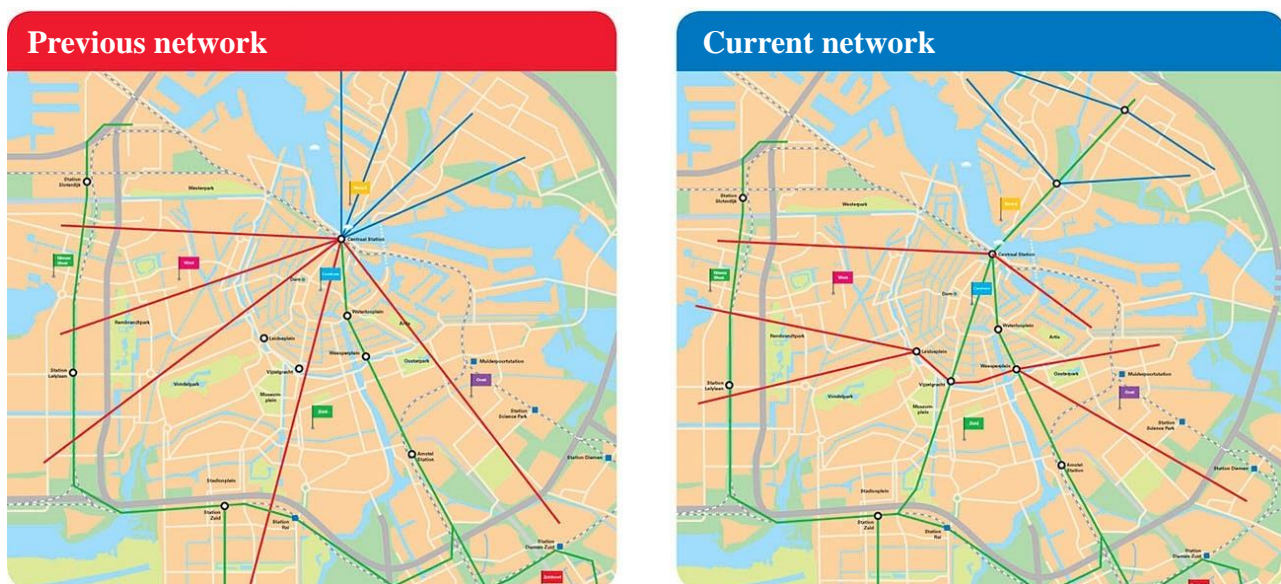 Previous network
Noord
Station
Sloterdijk
Westerpark
Centraal Station
Nieuw
West
West
Centrum
Dam
Waterlooplein
Rembrandtpark
Artis
Leidseplein
Weesperplein
Oosterpark
Muiderpoortstation
Station
Lelylaan
Vijzelgracht
Oost
Vondelpark
Museum-
plein
Zuid
Station
Science Park
Amstel
Station
Station Diemen
Stadionplein
Station
Zuid
Station
Rai
Station
Diemen Zuid
Zuidoost
Current network
Station
Sloterdijk
Westerpark
Noord
Centraal Station
Nieuw
West
West
Centrum
Dam
Waterlooplein
Rembrandtpark
Artis
Leidseplein
Weesperplein
Oosterpark
Muiderpoortstation
Station
Lelylaan
Vijzelgracht
Oost
Vondelpark
Museum-
plein
Zuid
Station
Science Park
Amstel
Station
Station Diemen
Stadionplein
Station
Zuid
Station
Rai
Station
Diemen Zuid